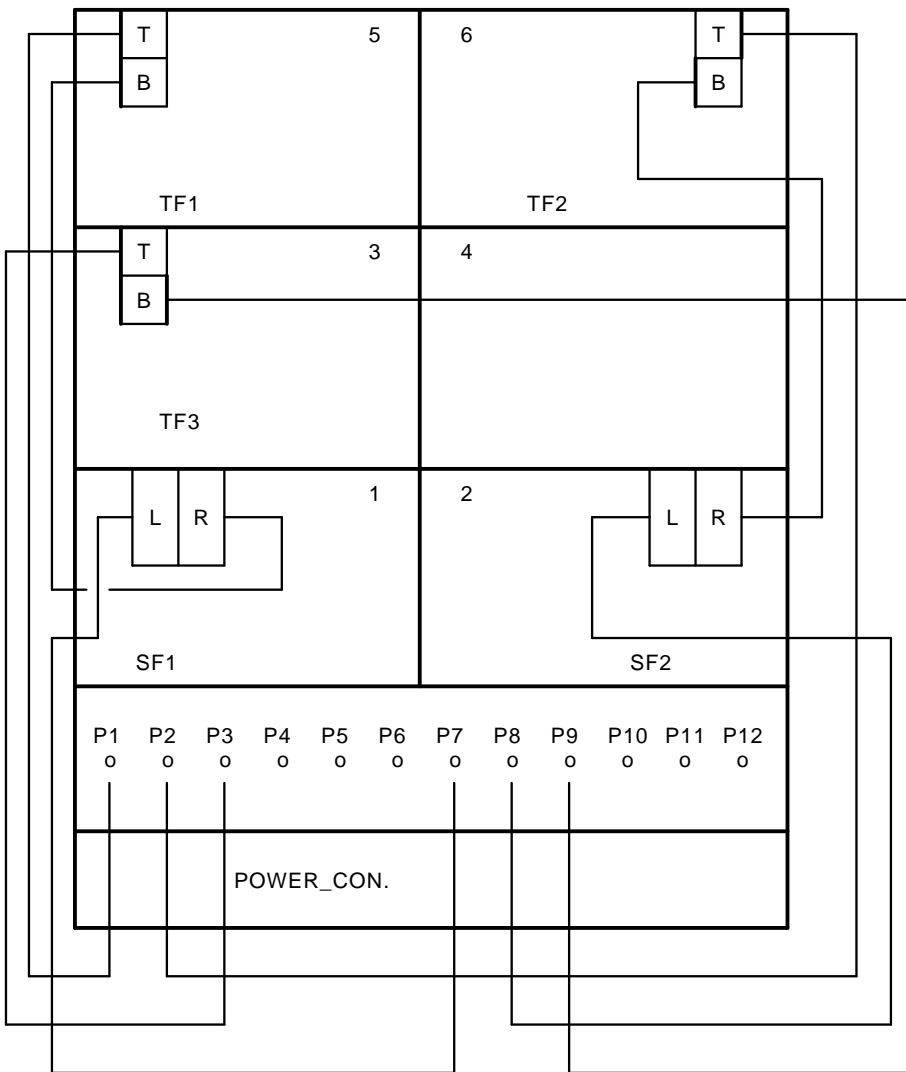 T 5 6 T
B B
TF1 TF2
T 3 4
B
TF3
1 2
L R L R
SF1 SF2
P1 P2 P3 P4 P5 P6 P7 P8 P9 P10 P11 P12
o o o o o o o o o o o o
POWER_CON.